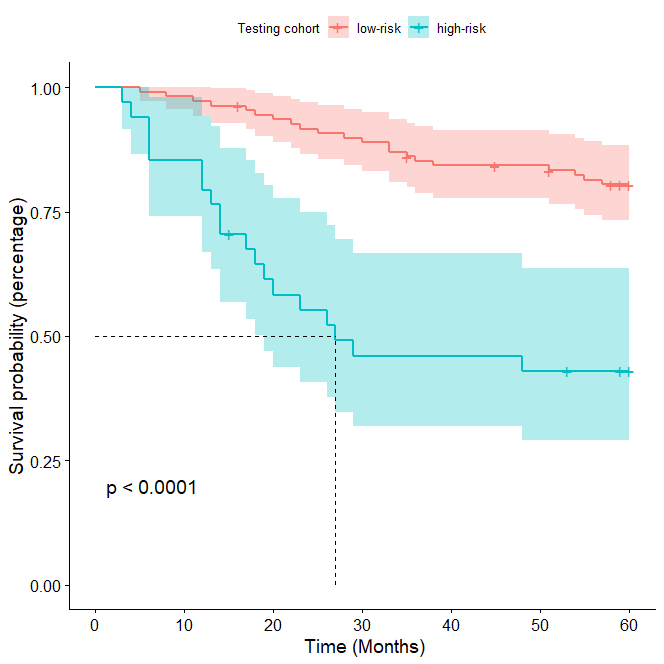 Testing cohort low-risk high-risk
1.00
0.75
0.50
0.25
0.00
Survival probability (percentage)
p < 0.0001
0 10 20 30 40 50 60
Time (Months)